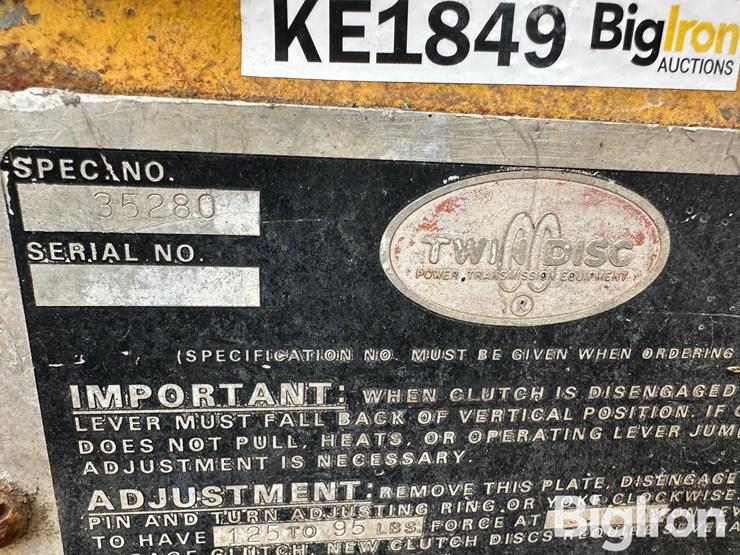 KE1849 BigIron
AUCTIONS
SPEC. NO.
35280
SERIAL NO.
TWIN DISC
POWER TRANSMISSION EQUIPMENT
®
(SPECIFICATION NO. MUST BE GIVEN WHEN ORDERING
IMPORTANT: WHEN CLUTCH IS DISENGAGED
LEVER MUST FALL BACK OF VERTICAL POSITION. IF
DOES NOT PULL, HEATS, OR OPERATING LEVER
ADJUSTMENT IS NECESSARY.
ADJUSTMENT: REMOVE THIS PLATE, DISENGAGE
PIN AND TURN ADJUSTING RING, OR YOKE, CLOCKWISE.
TO HAVE 125 TO 95 LBS. FORCE AT
CLUTCH, NEW CLUTCH DISCS
BigIron